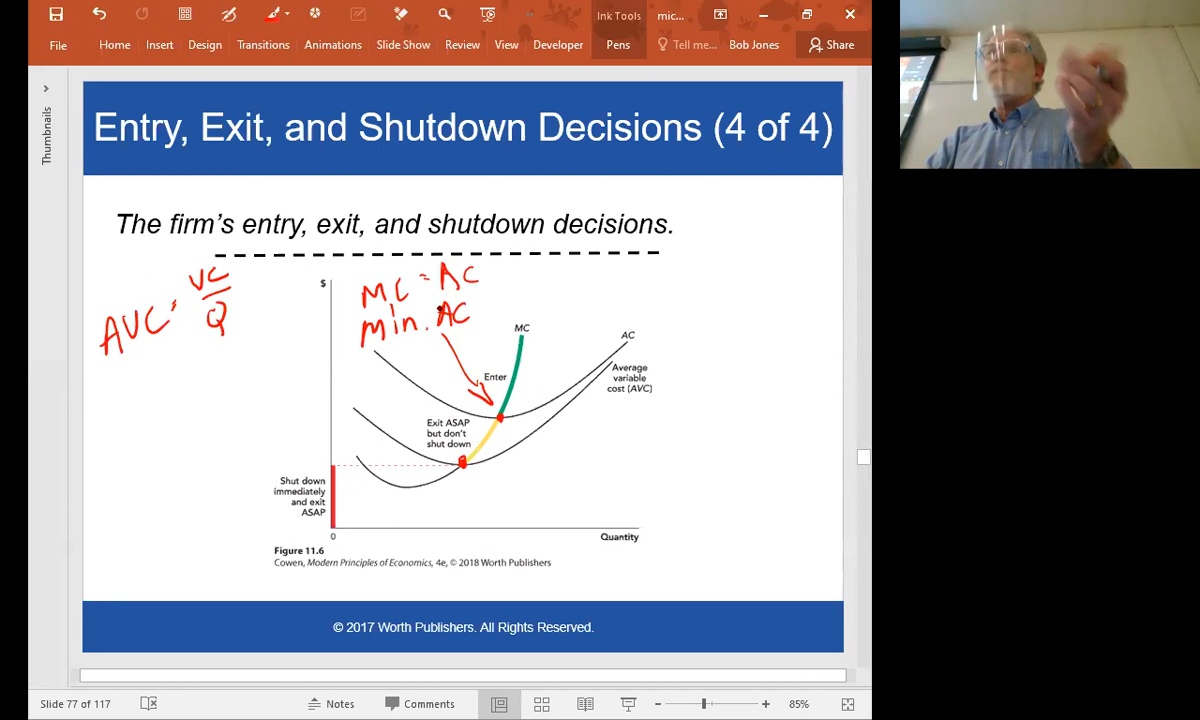 Ink Tools
mic...
File
Home
Insert
Design
Transitions
Animations
Slide Show
Review
View
Developer
Pens
Tell me...
Bob Jones
Share
Thumbnails
Entry, Exit, and Shutdown Decisions (4 of 4)
The firm's entry, exit, and shutdown decisions.
AVC = VC
Q
MC = AC
min. AC
$
MC
AC
Enter
Average
variable
cost (AVC)
Exit ASAP
but don't
shut down
Shut down
immediately
and exit
ASAP
0
Quantity
Figure 11.6
Cowen, Modern Principles of Economics, 4e, © 2018 Worth Publishers
© 2017 Worth Publishers. All Rights Reserved.
Slide 77 of 117
Notes
Comments
85%